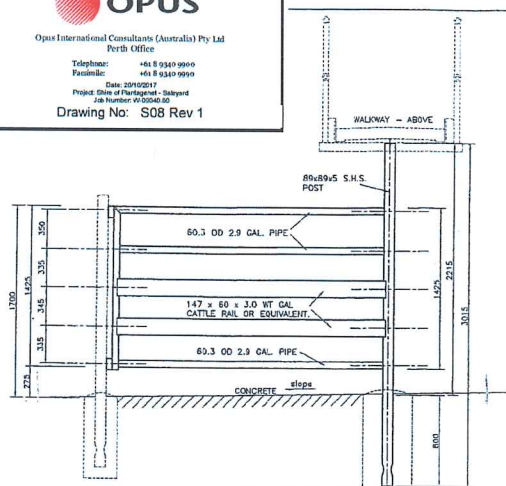 OPUS
Opus International Consultants (Australia) Pty Ltd
Perth Office
Telephone: +61 8 9340 9900
Facsimile: +61 8 9340 9990
Date: 20/10/2017
Project: Shire of Plantagenet - Saleyard
Job Number: W-00040.50
Drawing No: S08 Rev 1
WALKWAY - ABOVE
89x89x5 S.H.S.
POST
60.3 OD 2.9 GAL. PIPE
147 x 60 x 3.0 WT GAL
CATTLE RAIL OR EQUIVALENT.
60.3 OD 2.9 GAL. PIPE
CONCRETE slope
1700
1425
350
335
345
335
275
1425
2215
3015
800